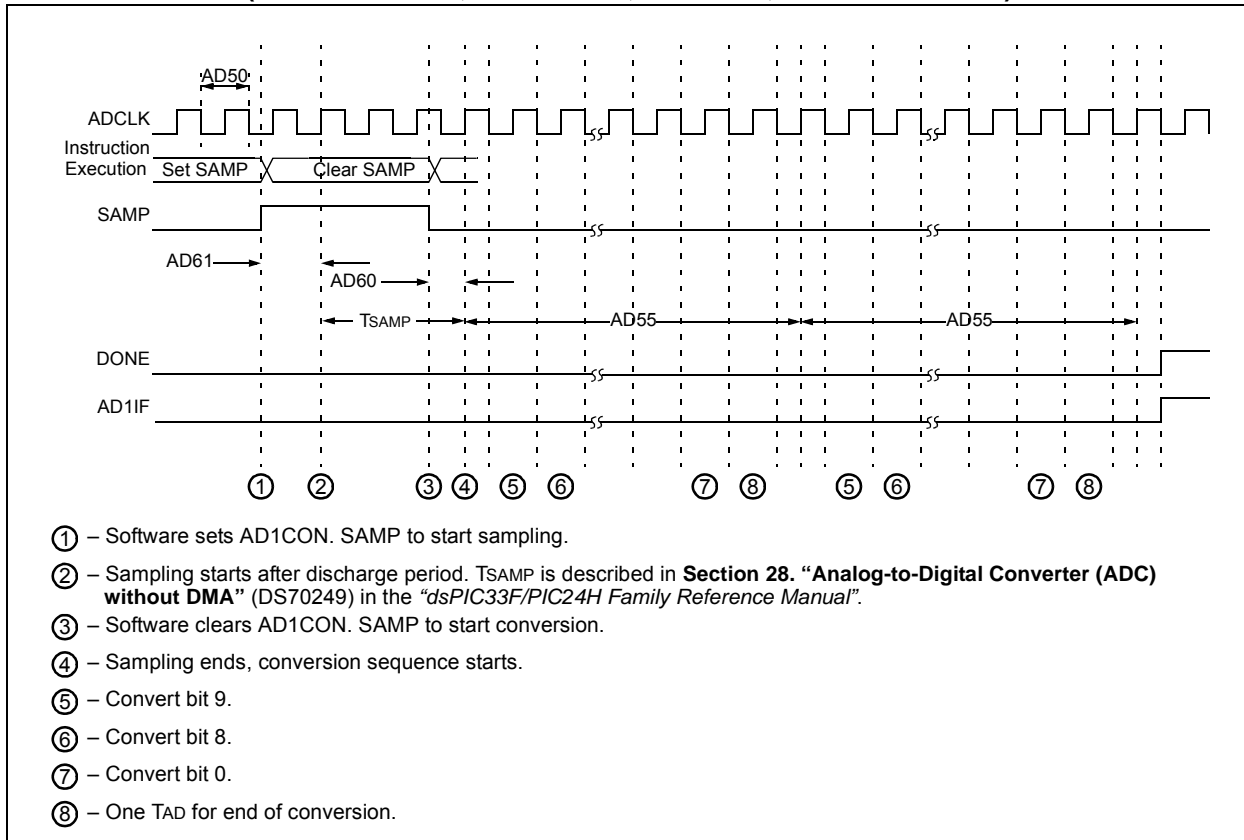 AD50
ADCLK
Instruction
Execution Set SAMP Clear SAMP
SAMP
AD61
AD60
TSAMP AD55 AD55
DONE
AD1IF
1 2 3 4 5 6 7 8 5 6 7 8
1 – Software sets AD1CON. SAMP to start sampling.
2 – Sampling starts after discharge period. TSAMP is described in Section 28. “Analog-to-Digital Converter (ADC)
without DMA” (DS70249) in the “dsPIC33F/PIC24H Family Reference Manual”.
3 – Software clears AD1CON. SAMP to start conversion.
4 – Sampling ends, conversion sequence starts.
5 – Convert bit 9.
6 – Convert bit 8.
7 – Convert bit 0.
8 – One TAD for end of conversion.